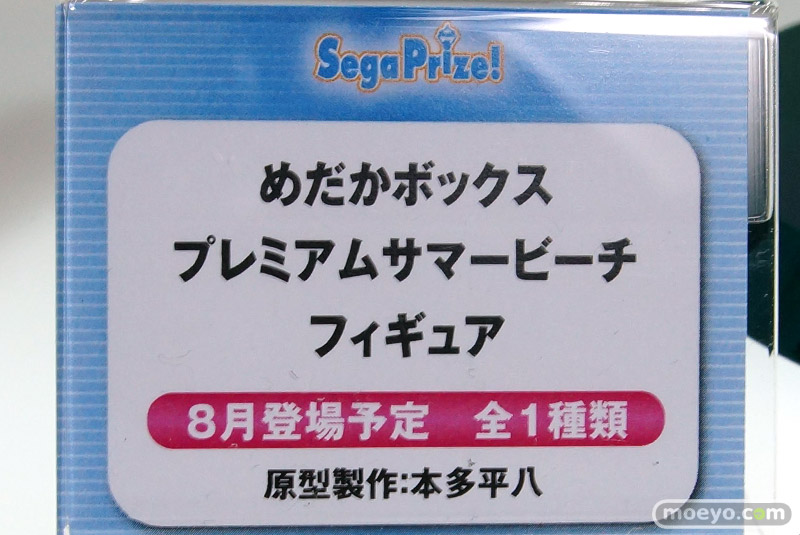 Sega Prize!
めだかボックス
プレミアムサマービーチ
フィギュア
8月登場予定　全1種類
原型製作:本多平八
moeyo.com